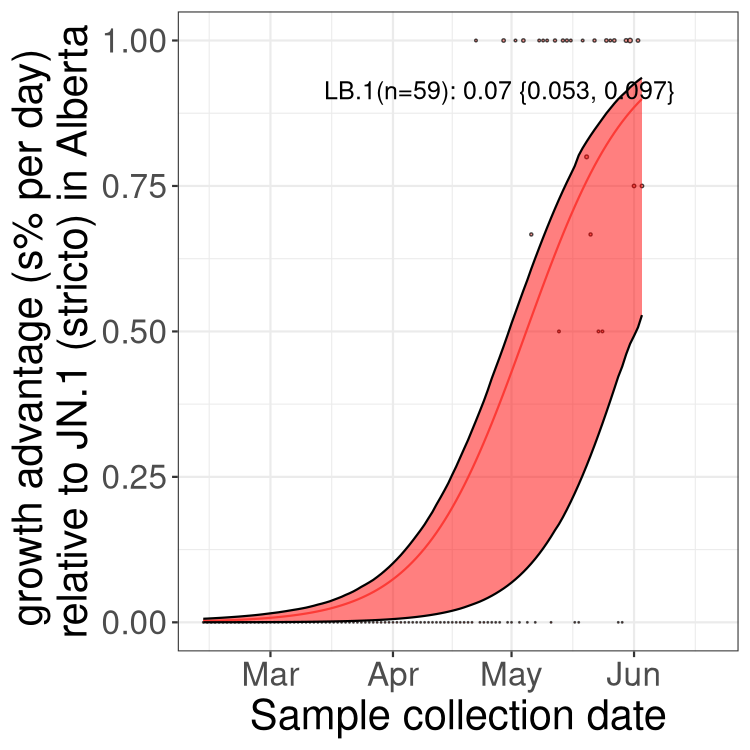 growth advantage (s% per day)
relative to JN.1 (stricto) in Alberta
1.00
0.75
0.50
0.25
0.00
LB.1(n=59): 0.07 {0.053, 0.097}
Mar Apr May Jun
Sample collection date